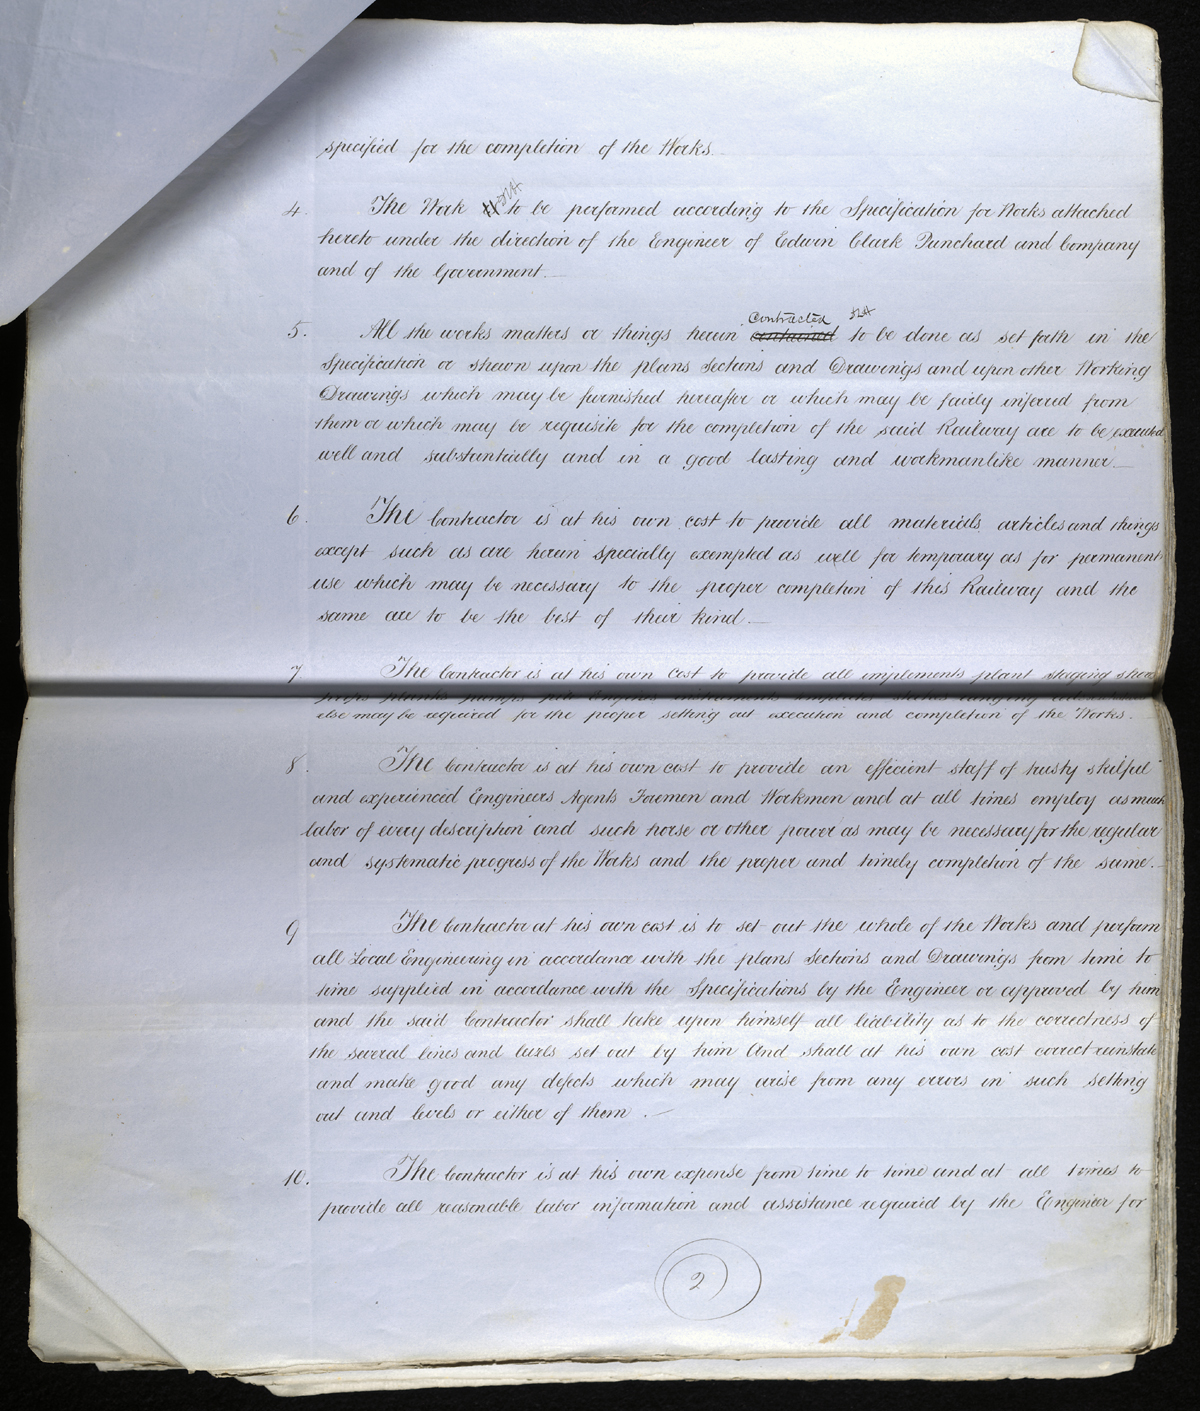 specified for the completion of the Works
4. The Work to be performed according to the Specification for Works attached
hereto under the direction of the Engineer of Edwin Clark Punchard and Company
and of the Government
contracted
5. All the works matters or things herein contained to be done as set forth in the
Specification or shewn upon the plans Sections and Drawings and upon other Working
Drawings which may be furnished hereafter or which may be fairly inferred from
them or which may be requisite for the completion of the said Railway are to be executed
well and substantially and in a good lasting and workmanlike manner
6. The Contractor is at his own cost to provide all materials articles and things
except such as are herein specially exempted as well for temporary as for permanent
use which may be necessary to the proper completion of this Railway and the
same are to be the best of their kind
7 The Contractor is at his own cost to provide all implements plant staging
planks
else may be required for the proper setting out execution and completion of the Works.
8. The Contractor is at his own cost to provide an efficient staff of trusty skilful
and experienced Engineers Agents Foremen and Workmen and at all times employ as much
labor of every description and such horse or other power as may be necessary for the regular
and systematic progress of the Works and the proper and timely completion of the same.
9 The Contractor at his own cost is to set out the whole of the Works and perform
all Local Engineering in accordance with the plans Sections and Drawings from time to
time supplied in accordance with the Specifications by the Engineer or approved by him
and the said Contractor shall take upon himself all liability as to the correctness of
the several lines and levels set out by him And shall at his own cost correct reinstate
and make good any defects which may arise from any errors in such setting
out and levels or either of them.
10. The Contractor is at his own expense from time to time and at all times to
provide all reasonable labor information and assistance required by the Engineer for
2